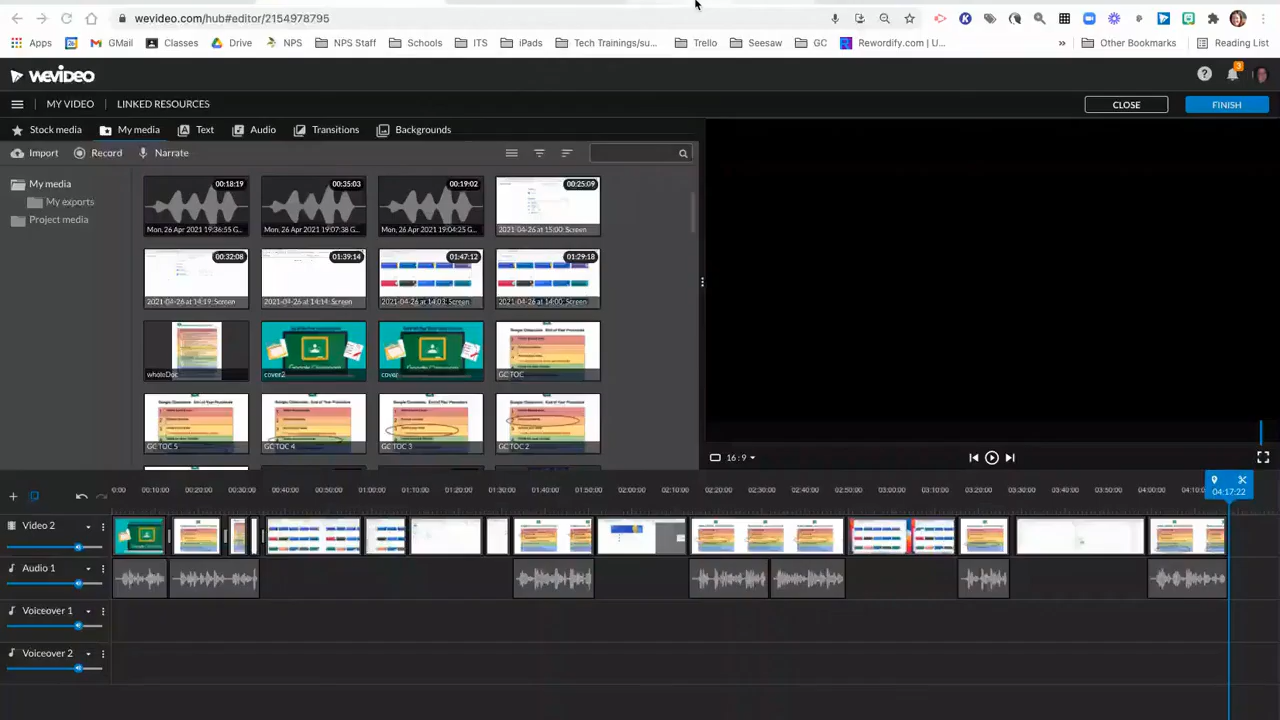 wevideo.com/hub#editor/2154978795
Apps GMail Classes Drive NPS NPS Staff Schools ITS iPads Tech Trainings/su... Trello Seesaw GC Rewordify.com | U... » Other Bookmarks Reading List
WEVIDEO ? 3
MY VIDEO LINKED RESOURCES CLOSE FINISH
Stock media My media Text Audio Transitions Backgrounds
Import Record Narrate
My media
My exports
Project media
00:18:19 00:35:03 00:19:02 00:25:09
Mon, 26 Apr 2021 19:36:55 G... Mon, 26 Apr 2021 19:07:38 G... Mon, 26 Apr 2021 19:04:25 G... 2021-04-26 at 15:00: Screen
00:32:08 01:39:14 01:47:12 01:29:18
2021-04-26 at 14:19: Screen 2021-04-26 at 14:14: Screen 2021-04-26 at 14:03: Screen 2021-04-26 at 14:00: Screen
wholeDoc cover2 cover GC TOC
GC TOC 5 GC TOC 4 GC TOC 3 GC TOC 2
16:9
0:00 00:10:00 00:20:00 00:30:00 00:40:00 00:50:00 01:00:00 01:10:00 01:20:00 01:30:00 01:40:00 01:50:00 02:00:00 02:10:00 02:20:00 02:30:00 02:40:00 02:50:00 03:00:00 03:10:00 03:20:00 03:30:00 03:40:00 03:50:00 04:00:00 04:10:
04:17:22
Video 2
Audio 1
Voiceover 1
Voiceover 2